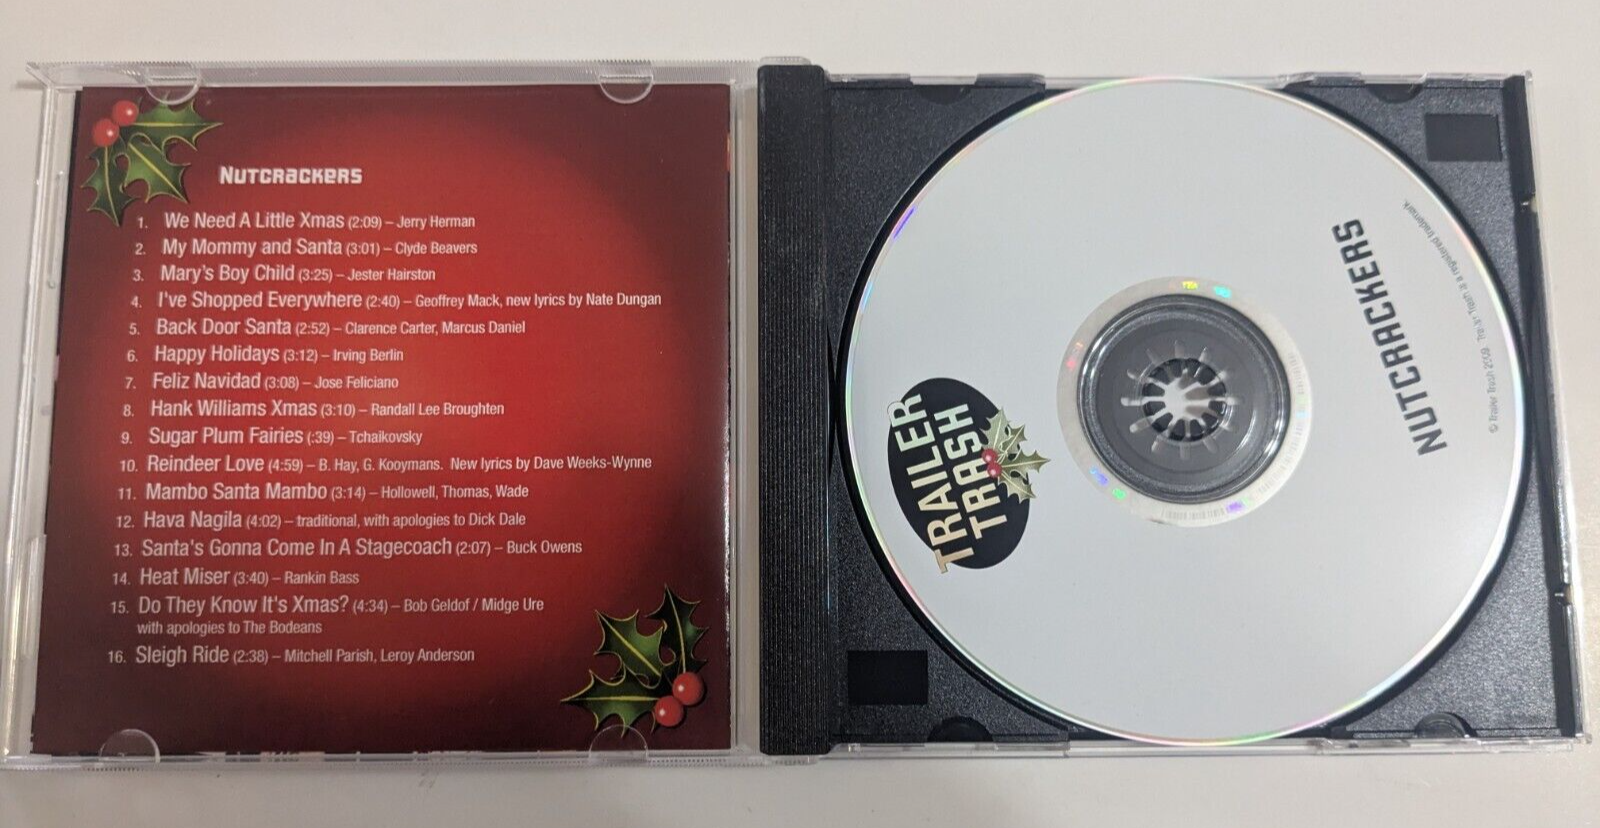 Nutcrackers
1. We Need A Little Xmas (2:09) – Jerry Herman
2. My Mommy and Santa (3:01) – Clyde Beavers
3. Mary's Boy Child (3:25) – Jester Hairston
4. I've Shopped Everywhere (2:40) – Geoffrey Mack, new lyrics by Nate Dungan
5. Back Door Santa (2:52) – Clarence Carter, Marcus Daniel
6. Happy Holidays (3:12) – Irving Berlin
7. Feliz Navidad (3:08) – Jose Feliciano
8. Hank Williams Xmas (3:10) – Randall Lee Broughten
9. Sugar Plum Fairies (:39) – Tchaikovsky
10. Reindeer Love (4:59) – B. Hay, G. Kooymans. New lyrics by Dave Weeks-Wynne
11. Mambo Santa Mambo (3:14) – Hollowell, Thomas, Wade
12. Hava Nagila (4:02) – traditional, with apologies to Dick Dale
13. Santa's Gonna Come In A Stagecoach (2:07) – Buck Owens
14. Heat Miser (3:40) – Rankin Bass
15. Do They Know It's Xmas? (4:34) – Bob Geldof / Midge Ure
with apologies to The Bodeans
16. Sleigh Ride (2:38) – Mitchell Parish, Leroy Anderson
TRAILER
TRASH
NUTCRACKERS
© Trailer Trash Trailer Trash is a registered trademark.